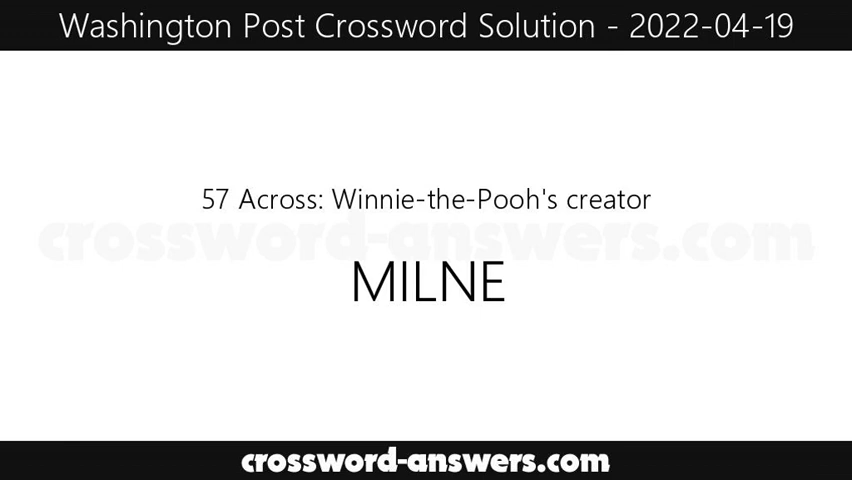 Washington Post Crossword Solution - 2022-04-19
57 Across: Winnie-the-Pooh's creator
crossword-answers.com
MILNE
crossword-answers.com